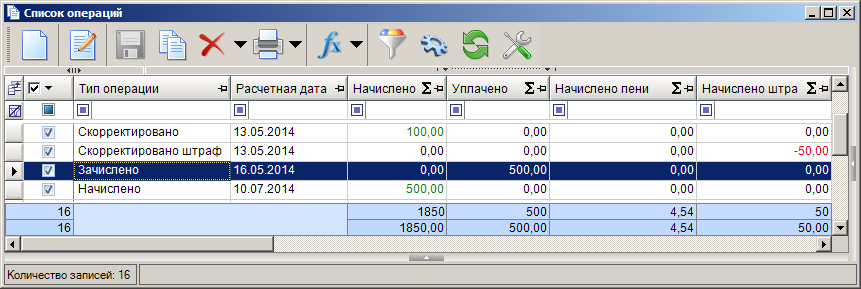 Список операций
fx
Тип операции Расчетная дата Начислено Σ Уплачено Σ Начислено пени Σ Начислено штра Σ
Скорректировано 13.05.2014 100,00 0,00 0,00 0,00
Скорректировано штраф 13.05.2014 0,00 0,00 0,00 -50,00
Зачислено 16.05.2014 0,00 500,00 0,00 0,00
Начислено 10.07.2014 500,00 0,00 0,00 0,00
16 1850 500 4,54 50
16 1850,00 500,00 4,54 50,00
Количество записей: 16